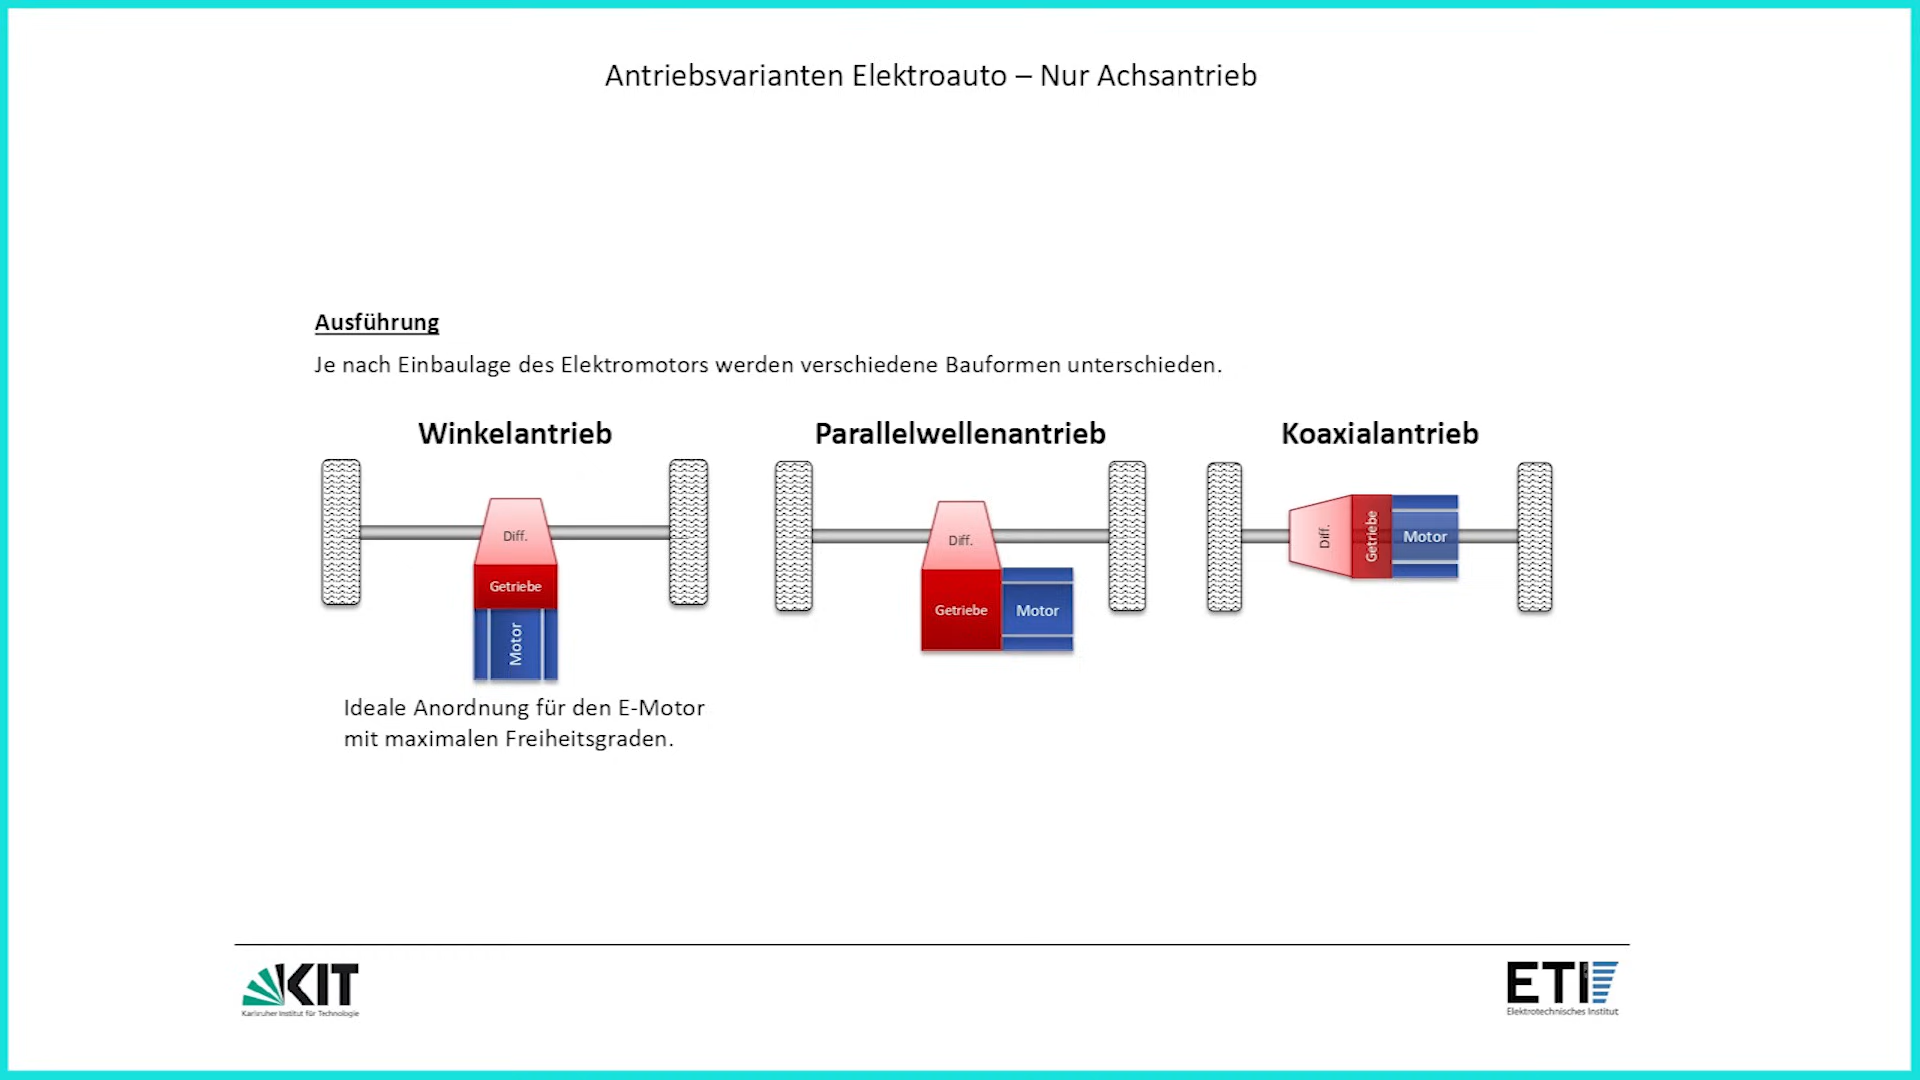 Antriebsvarianten Elektroauto – Nur Achsantrieb
Ausführung
Je nach Einbaulage des Elektromotors werden verschiedene Bauformen unterschieden.
Winkelantrieb
Diff.
Getriebe
Motor
Ideale Anordnung für den E-Motor
mit maximalen Freiheitsgraden.
Parallelwellenantrieb
Diff.
Getriebe
Motor
Koaxialantrieb
Diff.
Getriebe
Motor
KIT
Karlsruher Institut für Technologie
ETI
Elektrotechnisches Institut